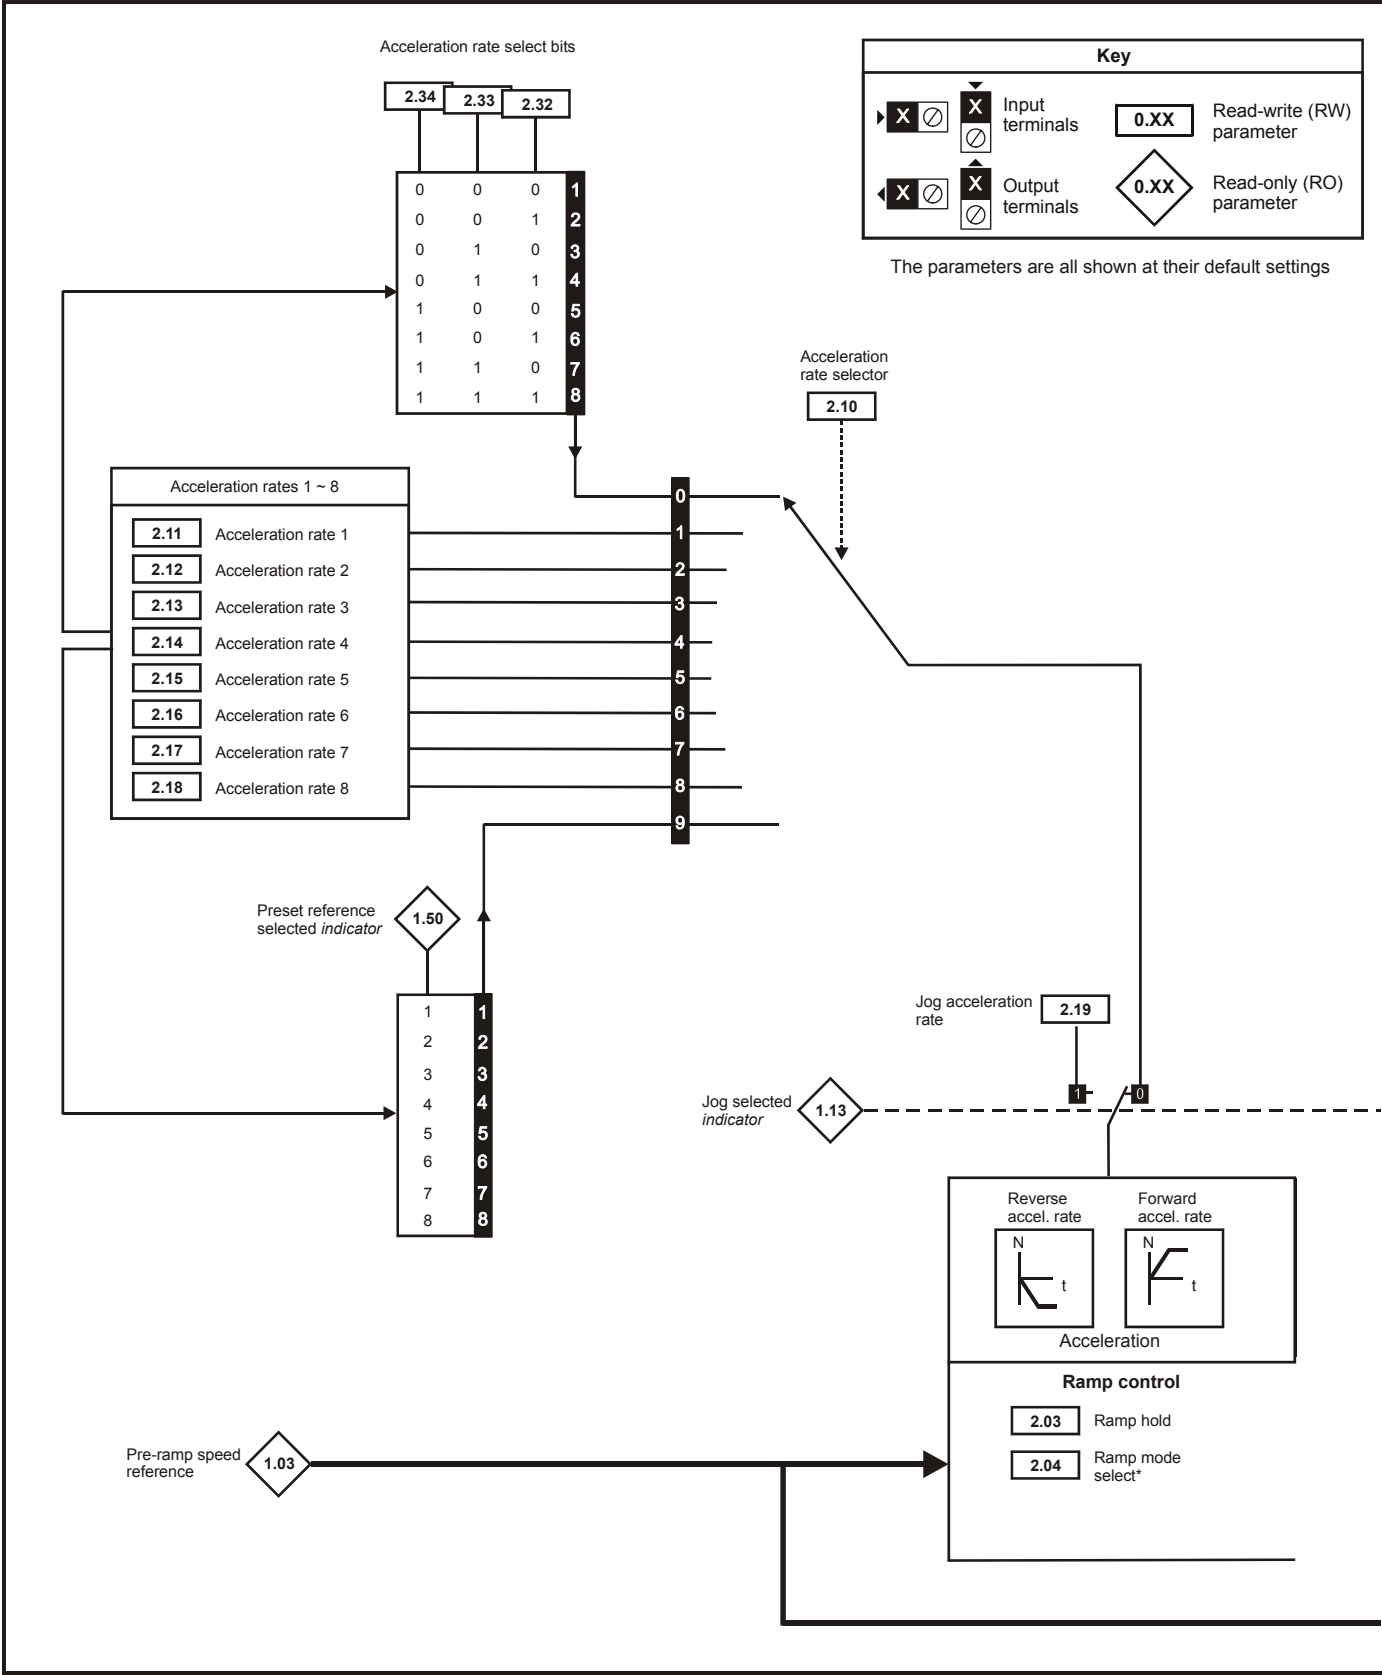 Acceleration rate select bits
2.34 2.33 2.32
0 0 0 1
0 0 1 2
0 1 0 3
0 1 1 4
1 0 0 5
1 0 1 6
1 1 0 7
1 1 1 8
Key
X
X
Input
terminals
0.XX
Read-write (RW)
parameter
X
X
Output
terminals
0.XX
Read-only (RO)
parameter
The parameters are all shown at their default settings
Acceleration
rate selector
2.10
Acceleration rates 1 ~ 8
2.11 Acceleration rate 1
2.12 Acceleration rate 2
2.13 Acceleration rate 3
2.14 Acceleration rate 4
2.15 Acceleration rate 5
2.16 Acceleration rate 6
2.17 Acceleration rate 7
2.18 Acceleration rate 8
0
1
2
3
4
5
6
7
8
9
Preset reference
selected indicator
1.50
1 1
2 2
3 3
4 4
5 5
6 6
7 7
8 8
Jog acceleration
rate
2.19
1 0
Jog selected
indicator
1.13
Reverse
accel. rate
N
t
Forward
accel. rate
N
t
Acceleration
Ramp control
2.03 Ramp hold
2.04 Ramp mode
select*
Pre-ramp speed
reference
1.03